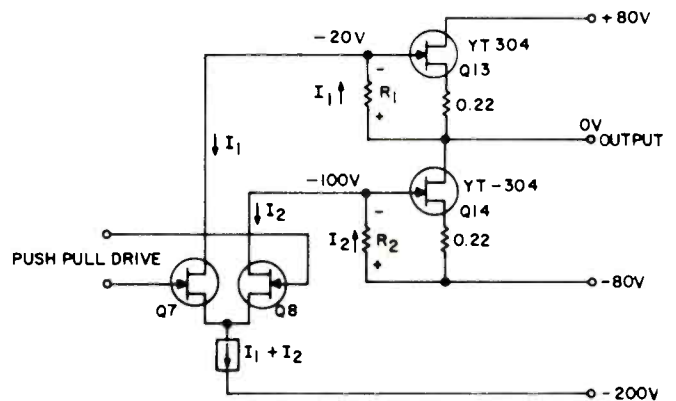 +80V
-20V
YT 304
Q13
I1
R1
-
+
0.22
I1
0V
OUTPUT
-100V
YT-304
Q14
I2
I2
R2
-
+
0.22
PUSH PULL DRIVE
-80V
Q7
Q8
I1 + I2
-200V